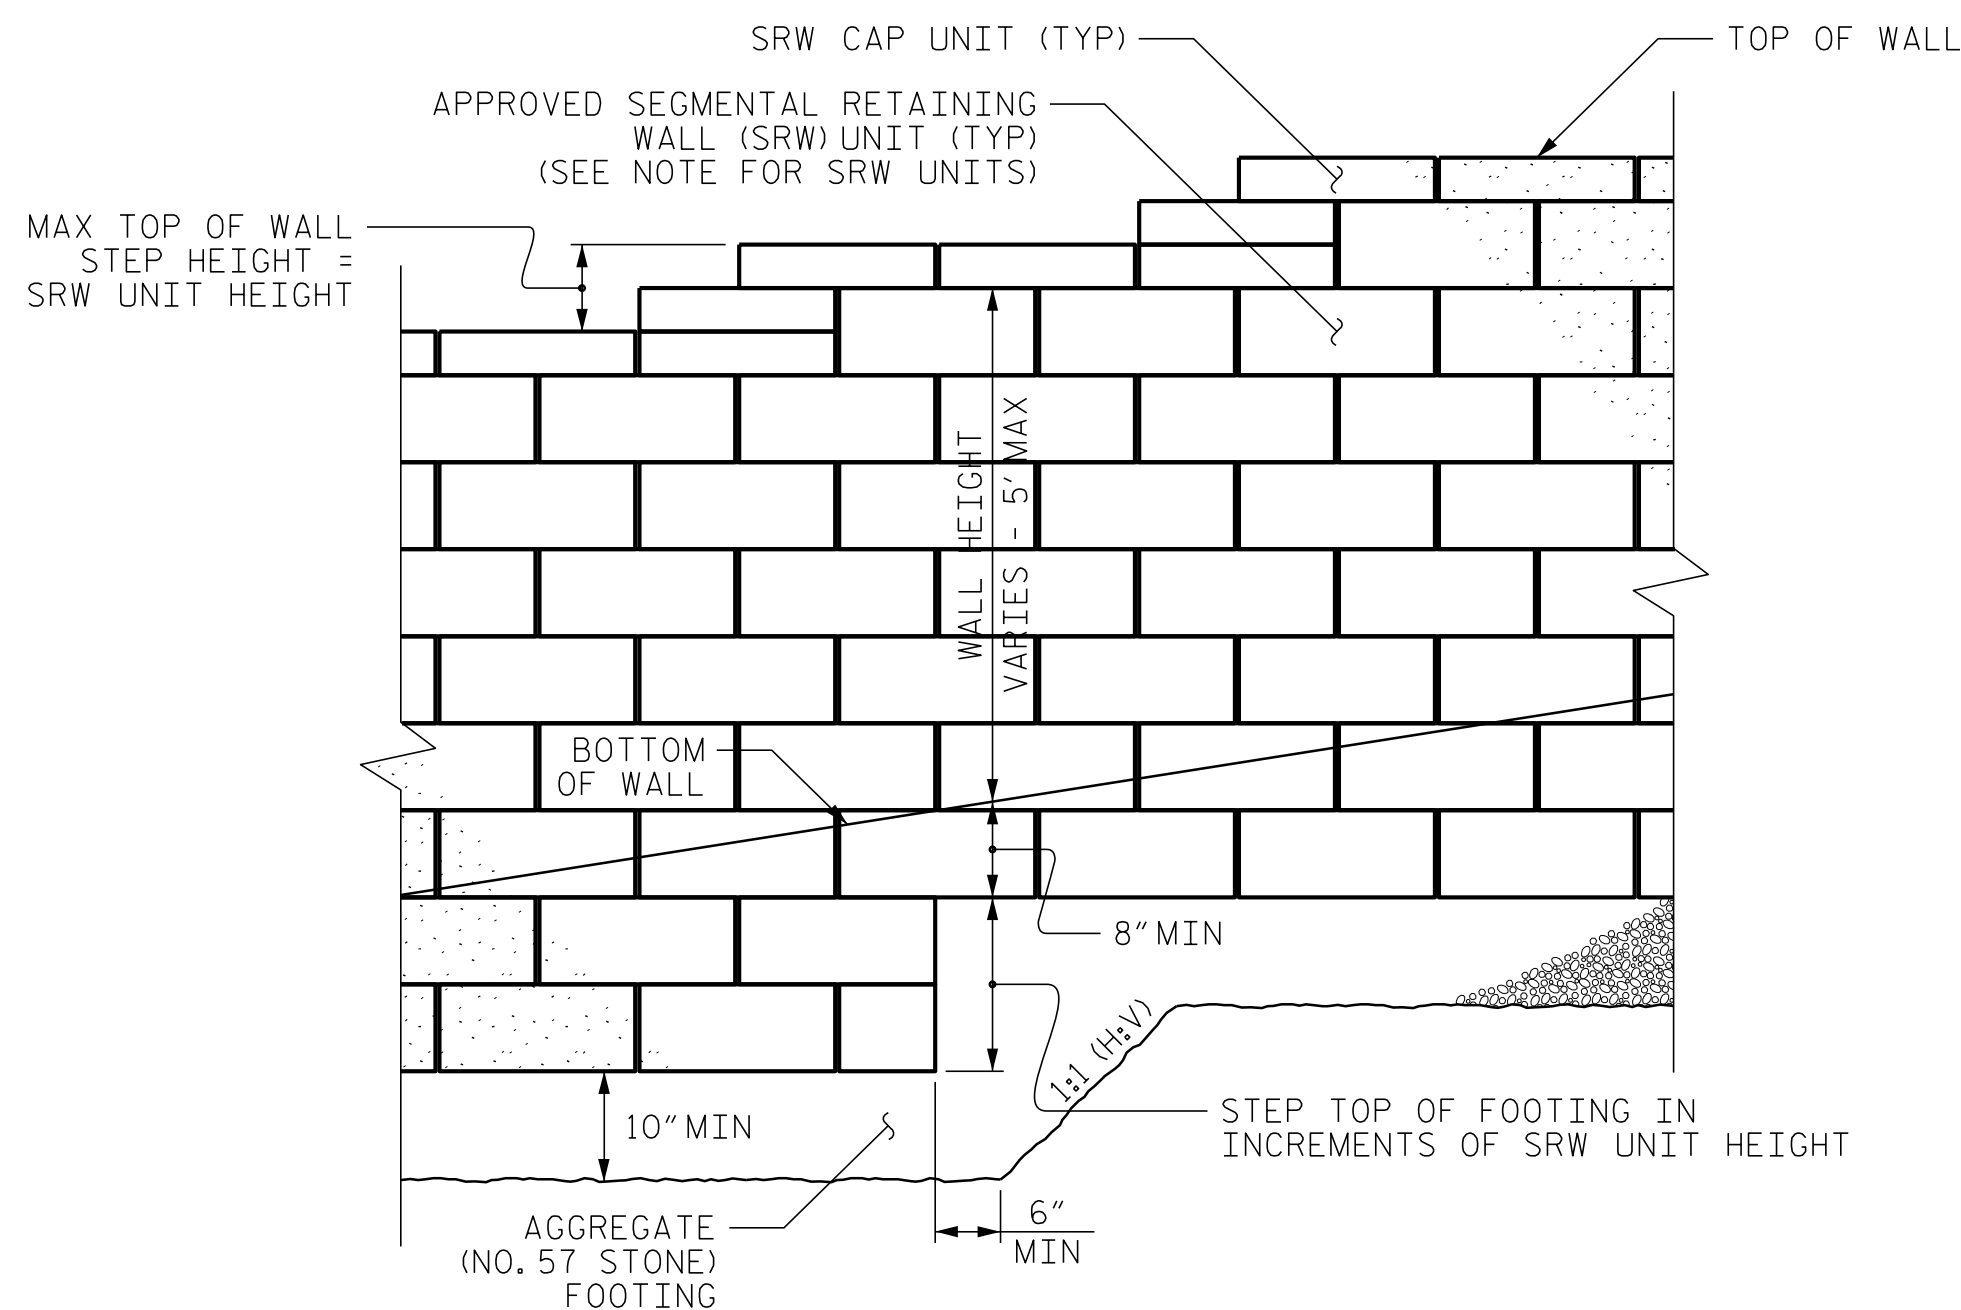 SRW CAP UNIT (TYP)
TOP OF WALL
APPROVED SEGMENTAL RETAINING
WALL (SRW) UNIT (TYP)
(SEE NOTE FOR SRW UNITS)
MAX TOP OF WALL
STEP HEIGHT =
SRW UNIT HEIGHT
WALL HEIGHT
VARIES - 5' MAX
BOTTOM
OF WALL
8" MIN
1:1 (H:V)
STEP TOP OF FOOTING IN
INCREMENTS OF SRW UNIT HEIGHT
10" MIN
6"
MIN
AGGREGATE
(NO. 57 STONE)
FOOTING